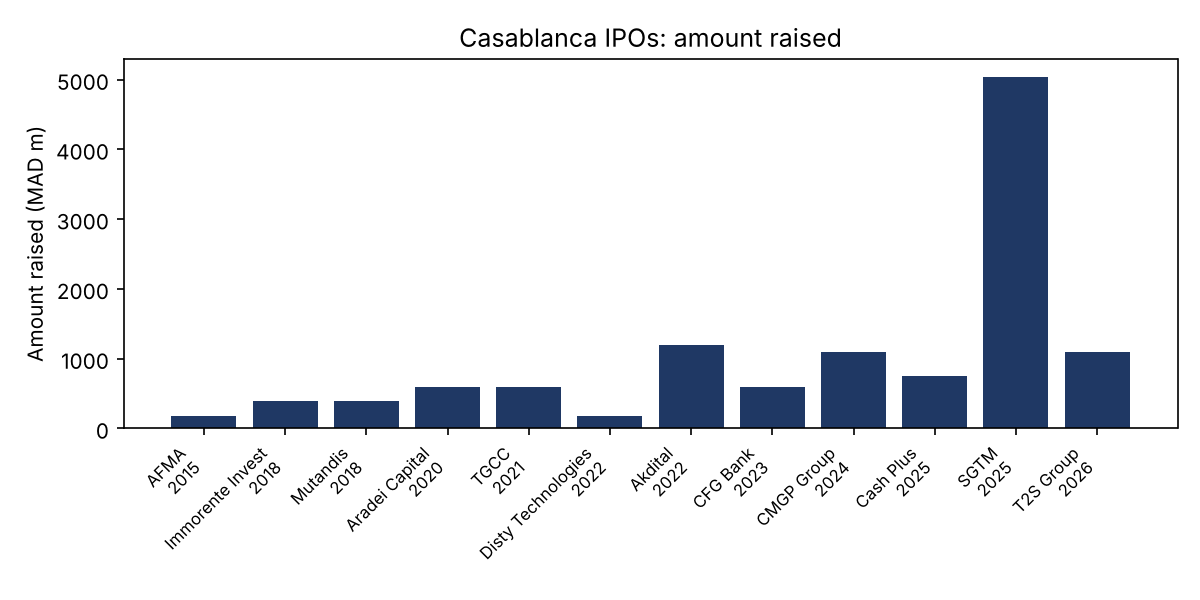 Casablanca IPOs: amount raised
Amount raised (MAD m)
5000
4000
3000
2000
1000
0
AFMA
2015
Immorente Invest
2018
Mutandis
2018
Aradei Capital
2020
TGCC
2021
Disty Technologies
2022
Akdital
2022
CFG Bank
2023
CMGP Group
2024
Cash Plus
2025
SGTM
2025
T2S Group
2026